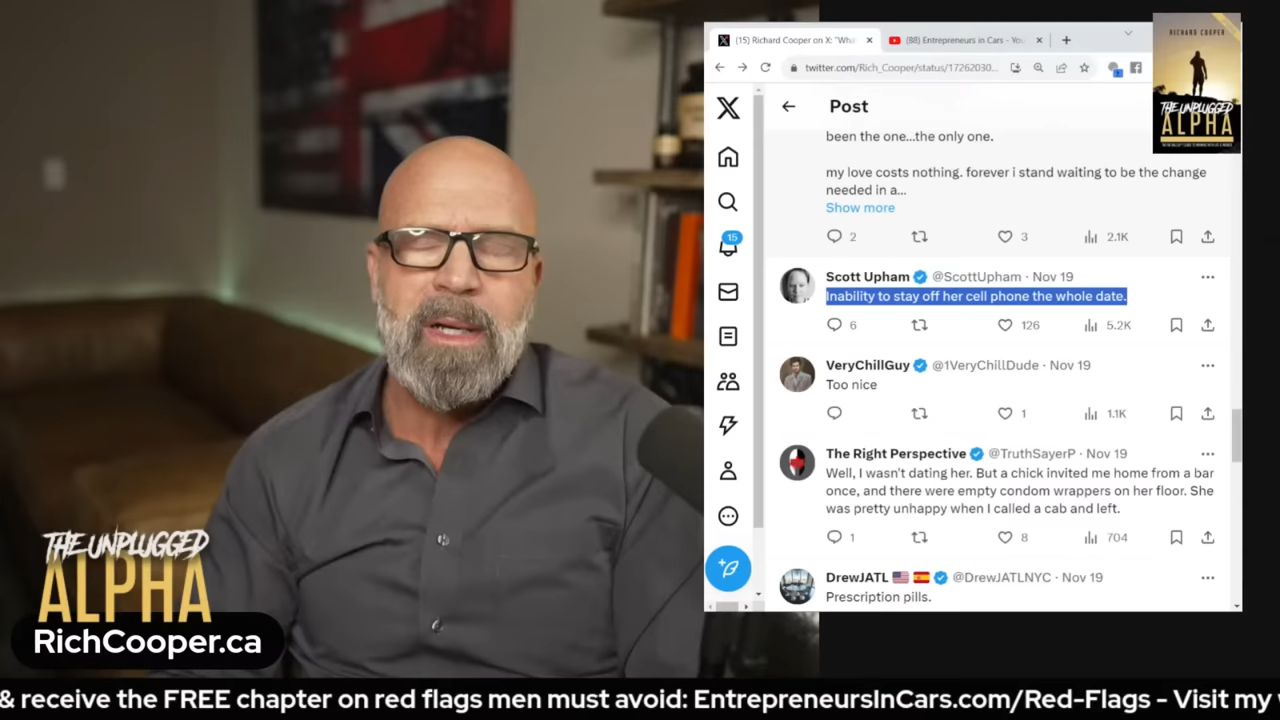 (15) Richard Cooper on X: "Wha
(88) Entrepreneurs in Cars - You
twitter.com/Rich_Cooper/status/17262030...
RICHARD COOPER
THE UNPLUGGED
ALPHA
Post
been the one...the only one.
my love costs nothing. forever i stand waiting to be the change
needed in a...
Show more
2
3
2.1K
15
Scott Upham @ScottUpham · Nov 19
Inability to stay off her cell phone the whole date.
6
126
5.2K
VeryChillGuy @1VeryChillDude · Nov 19
Too nice
1
1.1K
The Right Perspective @TruthSayerP · Nov 19
Well, I wasn't dating her. But a chick invited me home from a bar
once, and there were empty condom wrappers on her floor. She
was pretty unhappy when I called a cab and left.
1
8
704
DrewJATL @DrewJATLNYC · Nov 19
Prescription pills.
THE UNPLUGGED
ALPHA
RichCooper.ca
& receive the FREE chapter on red flags men must avoid: EntrepreneursInCars.com/Red-Flags - Visit my